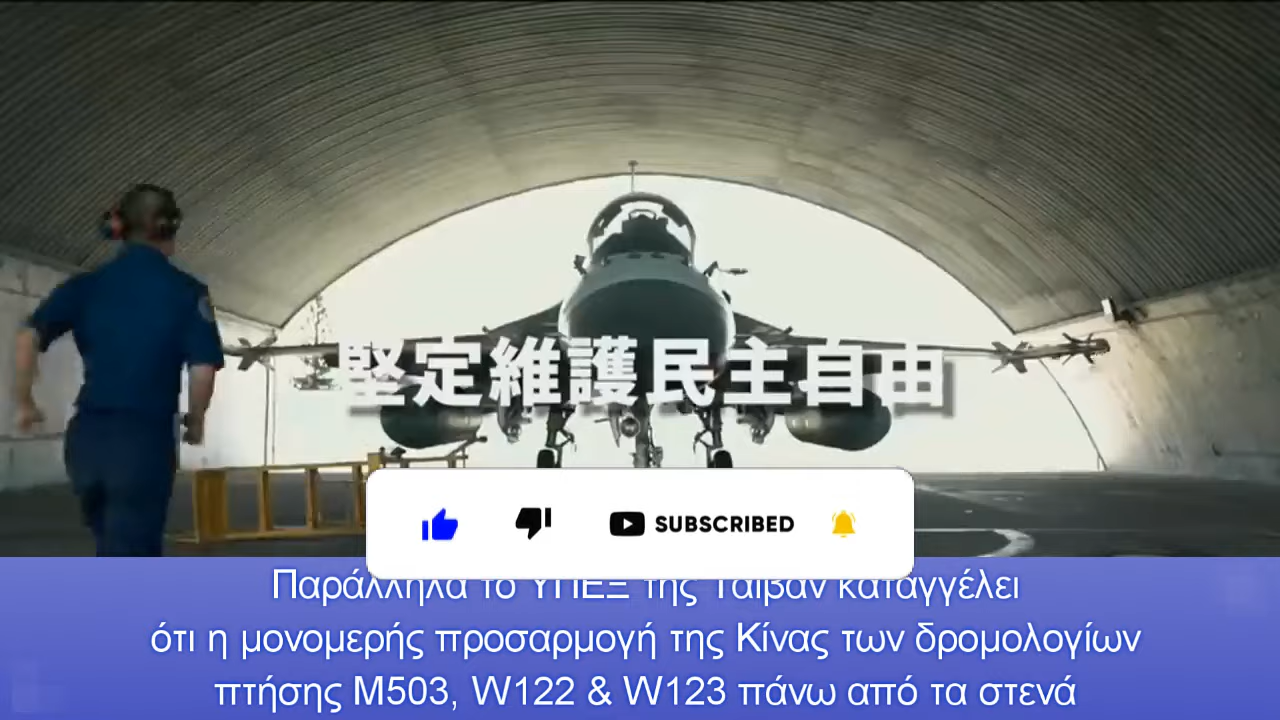 堅定維護民主自由
SUBSCRIBED
Παράλληλα το ΥΠΕΞ της Ταϊβάν καταγγέλει
ότι η μονομερής προσαρμογή της Κίνας των δρομολογίων
πτήσης M503, W122 & W123 πάνω από τα στενά